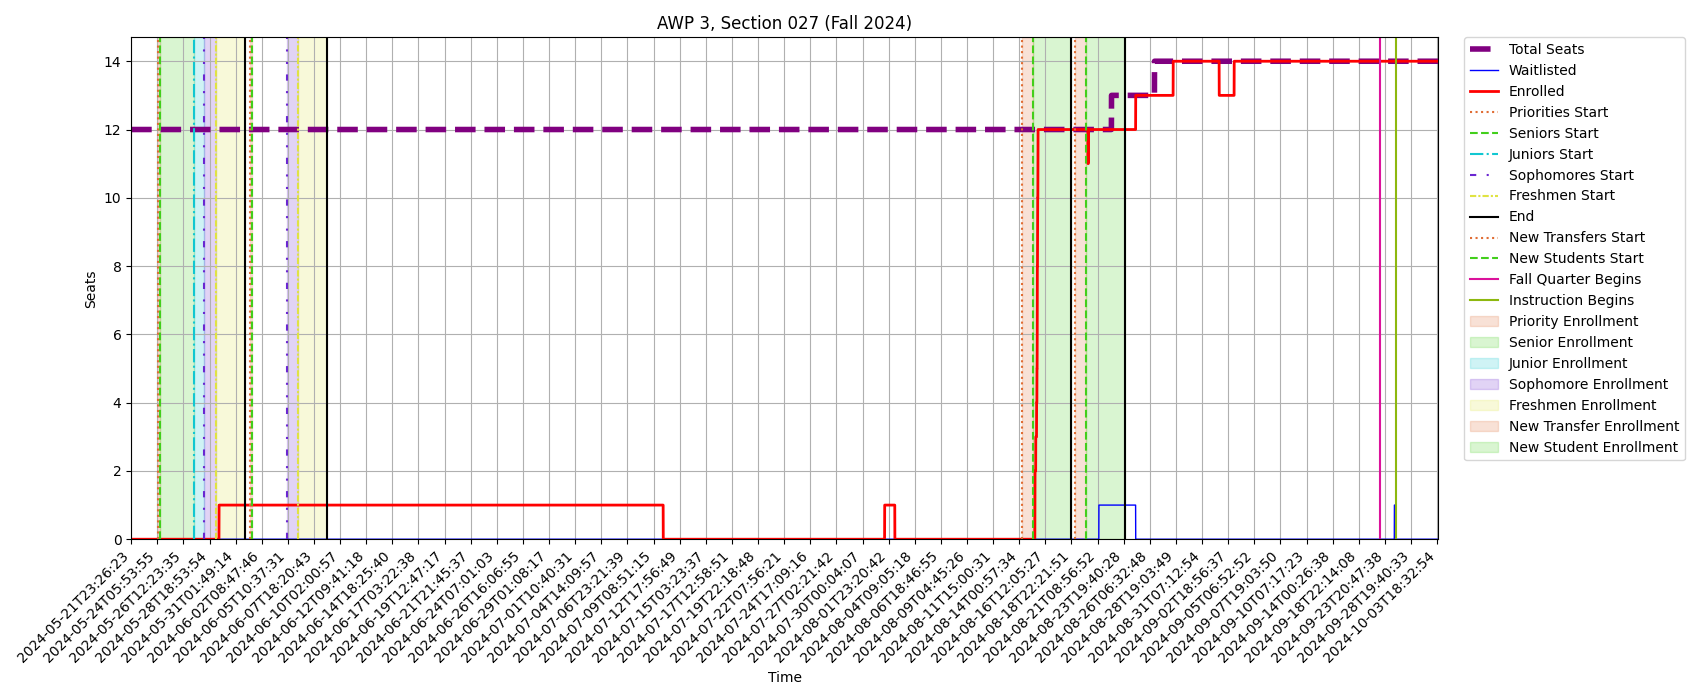 AWP 3, Section 027 (Fall 2024)
Seats
14
12
10
8
6
4
2
0
2024-05-21T23:26:23
2024-05-24T05:53:55
2024-05-26T12:23:35
2024-05-28T18:53:54
2024-05-31T01:49:14
2024-06-02T08:47:46
2024-06-05T10:37:31
2024-06-07T18:20:43
2024-06-10T02:00:57
2024-06-12T09:41:18
2024-06-14T18:25:40
2024-06-17T03:22:38
2024-06-19T12:47:17
2024-06-21T21:45:37
2024-06-24T07:01:03
2024-06-26T16:06:55
2024-06-29T01:08:17
2024-07-01T10:40:31
2024-07-04T14:09:57
2024-07-06T23:21:39
2024-07-09T08:51:15
2024-07-12T17:56:49
2024-07-15T03:23:37
2024-07-17T12:58:51
2024-07-19T22:18:48
2024-07-22T07:56:21
2024-07-24T17:09:16
2024-07-27T02:21:42
2024-07-30T00:04:07
2024-08-01T23:20:42
2024-08-04T09:05:18
2024-08-06T18:46:55
2024-08-09T04:45:26
2024-08-11T15:00:31
2024-08-14T00:57:34
2024-08-16T12:05:27
2024-08-18T22:21:51
2024-08-21T08:56:52
2024-08-23T19:40:28
2024-08-26T06:32:48
2024-08-28T19:03:49
2024-08-31T07:12:54
2024-09-02T18:56:37
2024-09-05T06:52:52
2024-09-07T19:03:50
2024-09-10T07:17:23
2024-09-14T00:26:38
2024-09-18T22:14:08
2024-09-23T20:47:38
2024-09-28T19:40:33
2024-10-03T18:32:54
Time
Total Seats
Waitlisted
Enrolled
Priorities Start
Seniors Start
Juniors Start
Sophomores Start
Freshmen Start
End
New Transfers Start
New Students Start
Fall Quarter Begins
Instruction Begins
Priority Enrollment
Senior Enrollment
Junior Enrollment
Sophomore Enrollment
Freshmen Enrollment
New Transfer Enrollment
New Student Enrollment